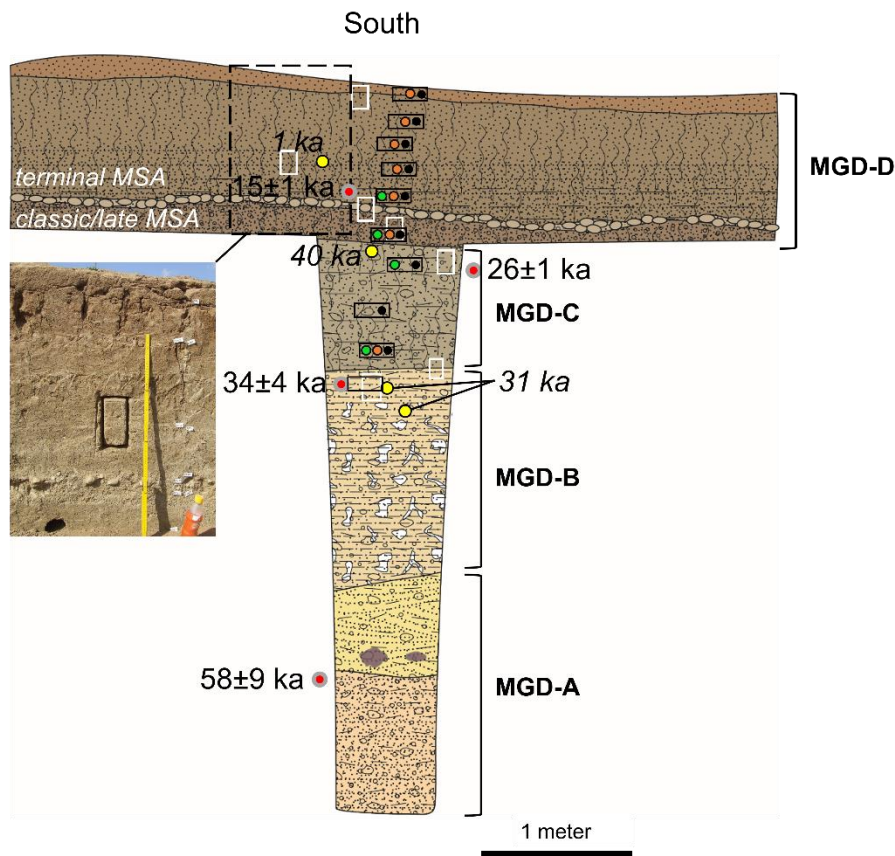 South
1 ka
MGD-D
terminal MSA
15±1 ka
classic/late MSA
40 ka
26±1 ka
MGD-C
34±4 ka
31 ka
MGD-B
58±9 ka
MGD-A
1 meter